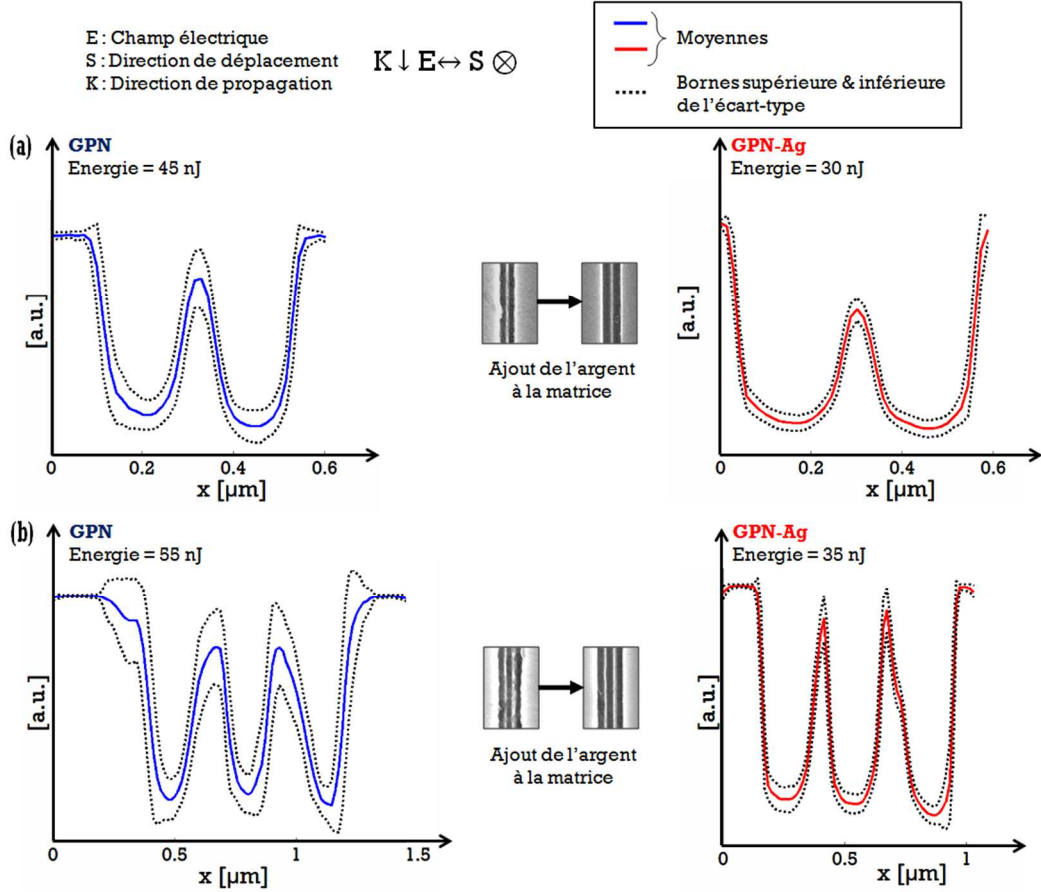 E : Champ électrique
S : Direction de déplacement
K : Direction de propagation
K ↓ E ↔ S ⊗
Moyennes
Bornes supérieure & inférieure
de l'écart-type
(a)
GPN
Energie = 45 nJ
[a.u.]
0 0.2 0.4 0.6
x [µm]
Ajout de l'argent
à la matrice
GPN-Ag
Energie = 30 nJ
[a.u.]
0 0.2 0.4 0.6
x [µm]
(b)
GPN
Energie = 55 nJ
[a.u.]
0 0.5 1 1.5
x [µm]
Ajout de l'argent
à la matrice
GPN-Ag
Energie = 35 nJ
[a.u.]
0 0.5 1
x [µm]